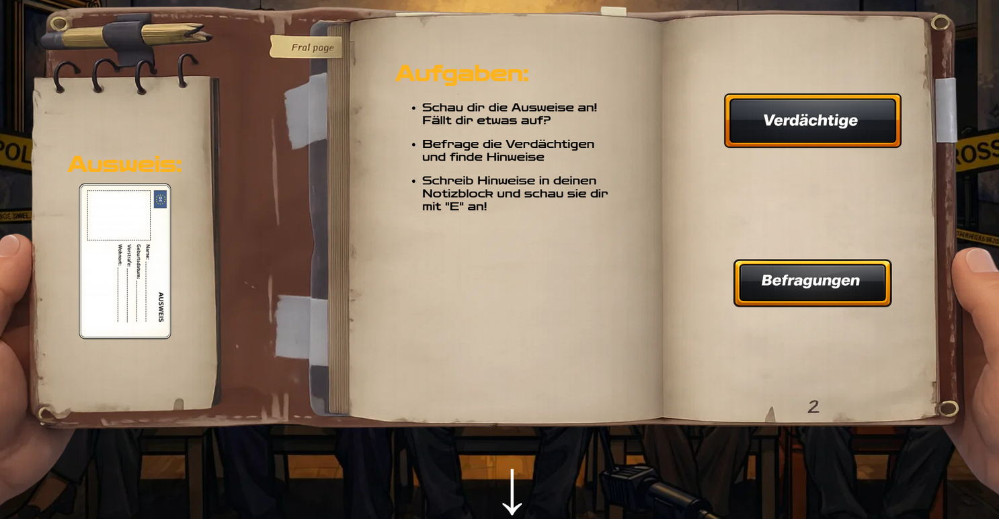 Fral page
Aufgaben:
Schau dir die Ausweise an!
Fällt dir etwas auf?
Befrage die Verdächtigen
und finde Hinweise
Schreib Hinweise in deinen
Notizblock und schau sie dir
mit "E" an!
Ausweis:
AUSWEIS
Name:
Geburtsdatum:
Vorstrafe:
Wohnort:
DE
Verdächtige
Befragungen
2
POL
ROSS